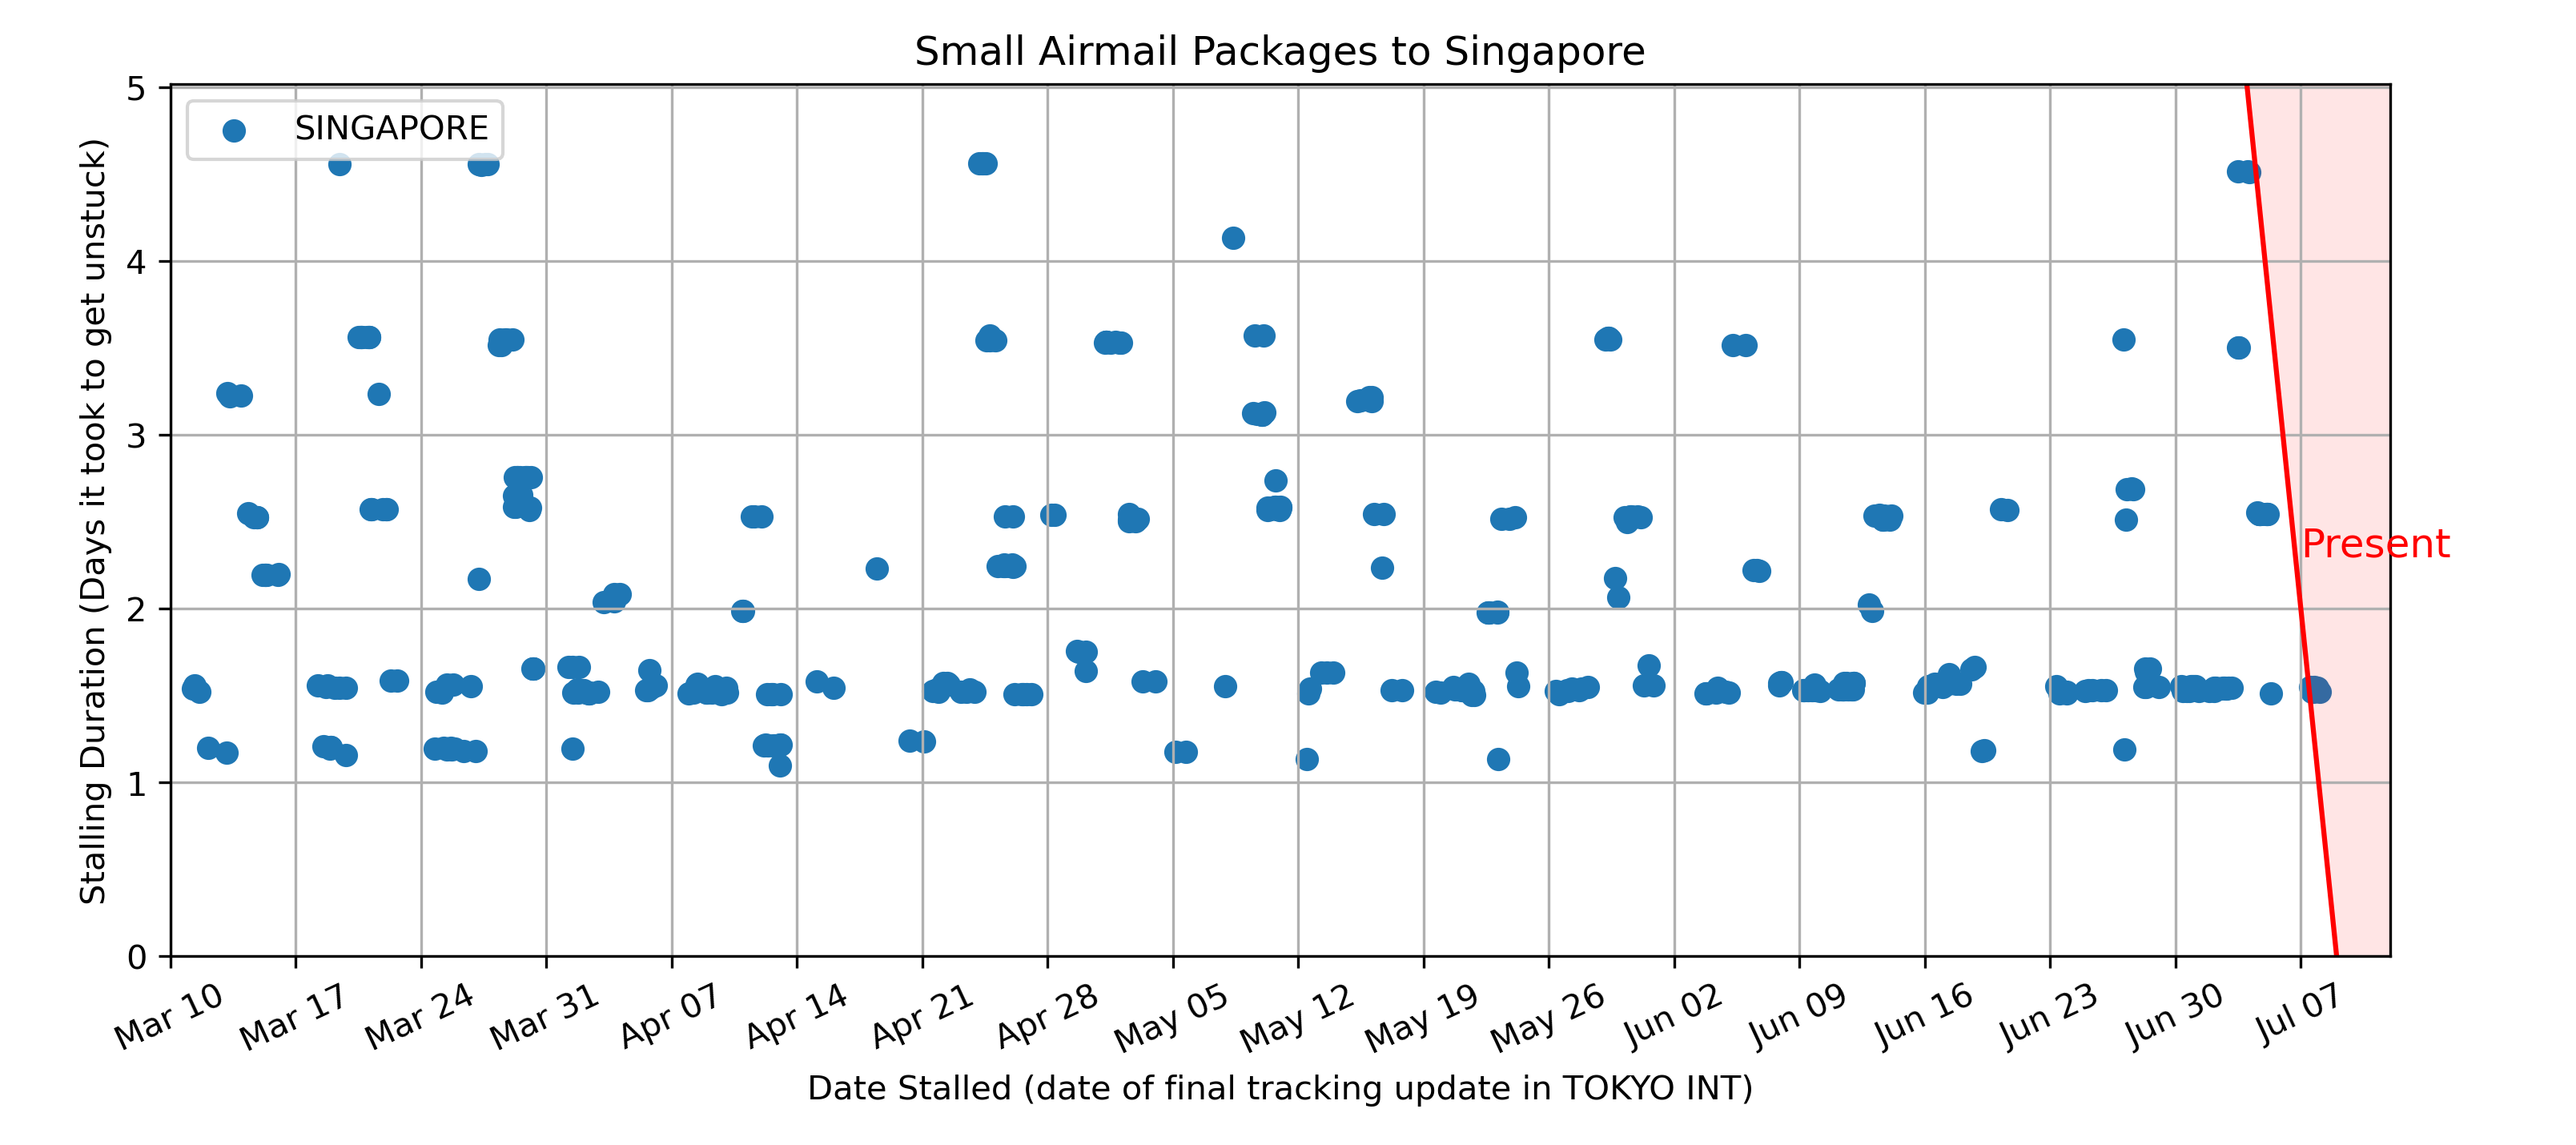 Small Airmail Packages to Singapore
SINGAPORE
Stalling Duration (Days it took to get unstuck)
5
4
3
2
1
0
Present
Mar 10
Mar 17
Mar 24
Mar 31
Apr 07
Apr 14
Apr 21
Apr 28
May 05
May 12
May 19
May 26
Jun 02
Jun 09
Jun 16
Jun 23
Jun 30
Jul 07
Date Stalled (date of final tracking update in TOKYO INT)